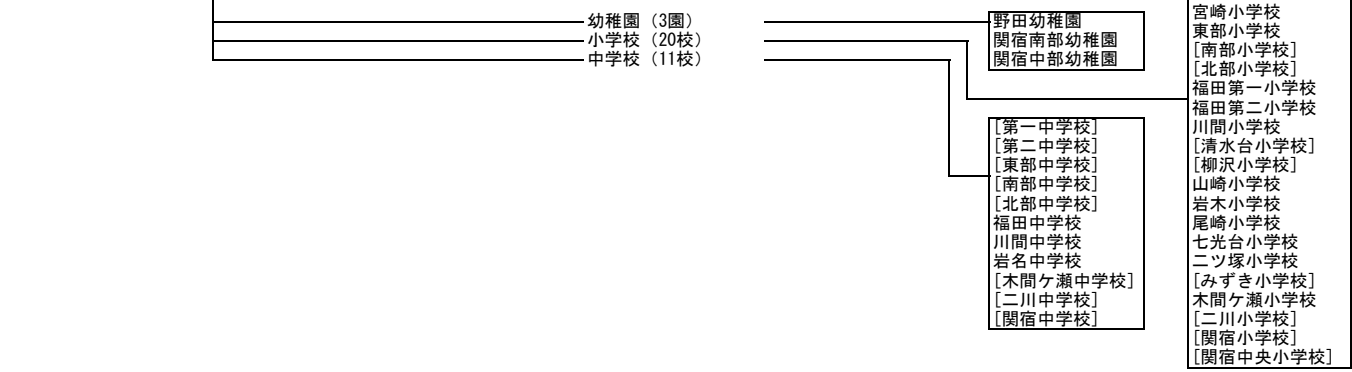 幼稚園（3園）
小学校（20校）
中学校（11校）
野田幼稚園
関宿南部幼稚園
関宿中部幼稚園
[第一中学校]
[第二中学校]
[東部中学校]
[南部中学校]
[北部中学校]
福田中学校
川間中学校
岩名中学校
[木間ケ瀬中学校]
[二川中学校]
[関宿中学校]
宮崎小学校
東部小学校
[南部小学校]
[北部小学校]
福田第一小学校
福田第二小学校
川間小学校
[清水台小学校]
[柳沢小学校]
山崎小学校
岩木小学校
尾崎小学校
七光台小学校
二ツ塚小学校
[みずき小学校]
木間ケ瀬小学校
[二川小学校]
[関宿小学校]
[関宿中央小学校]